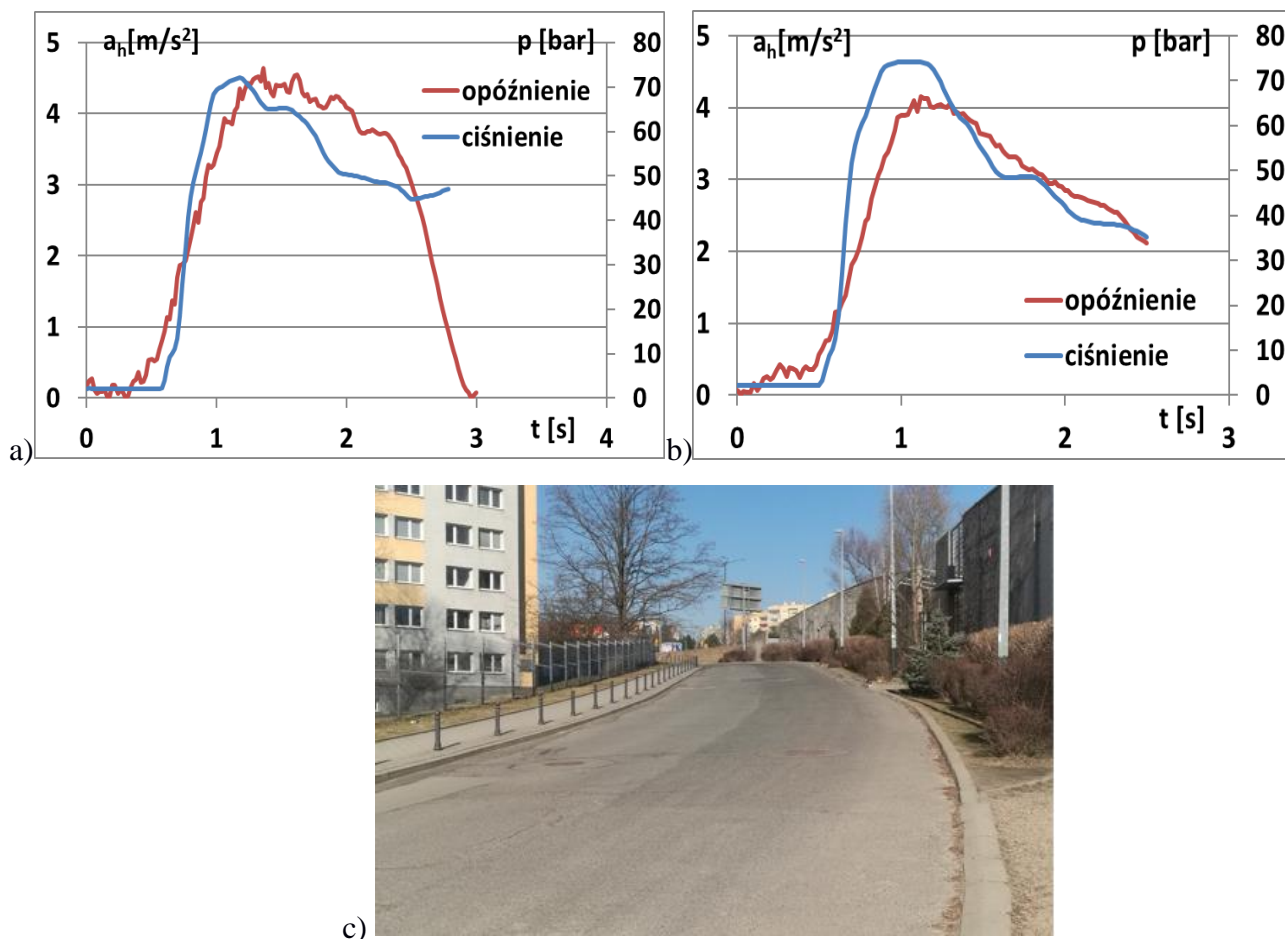 a_h[m/s²] p [bar]
5 80
4 70
3 60
2 50
1 40
0 30
20
10
0
opóźnienie
ciśnienie
0 1 2 3 4
t [s]
a)
a_h[m/s²] p [bar]
5 80
4 70
3 60
2 50
1 40
0 30
20
10
0
opóźnienie
ciśnienie
0 1 2 3
t [s]
b)
c)